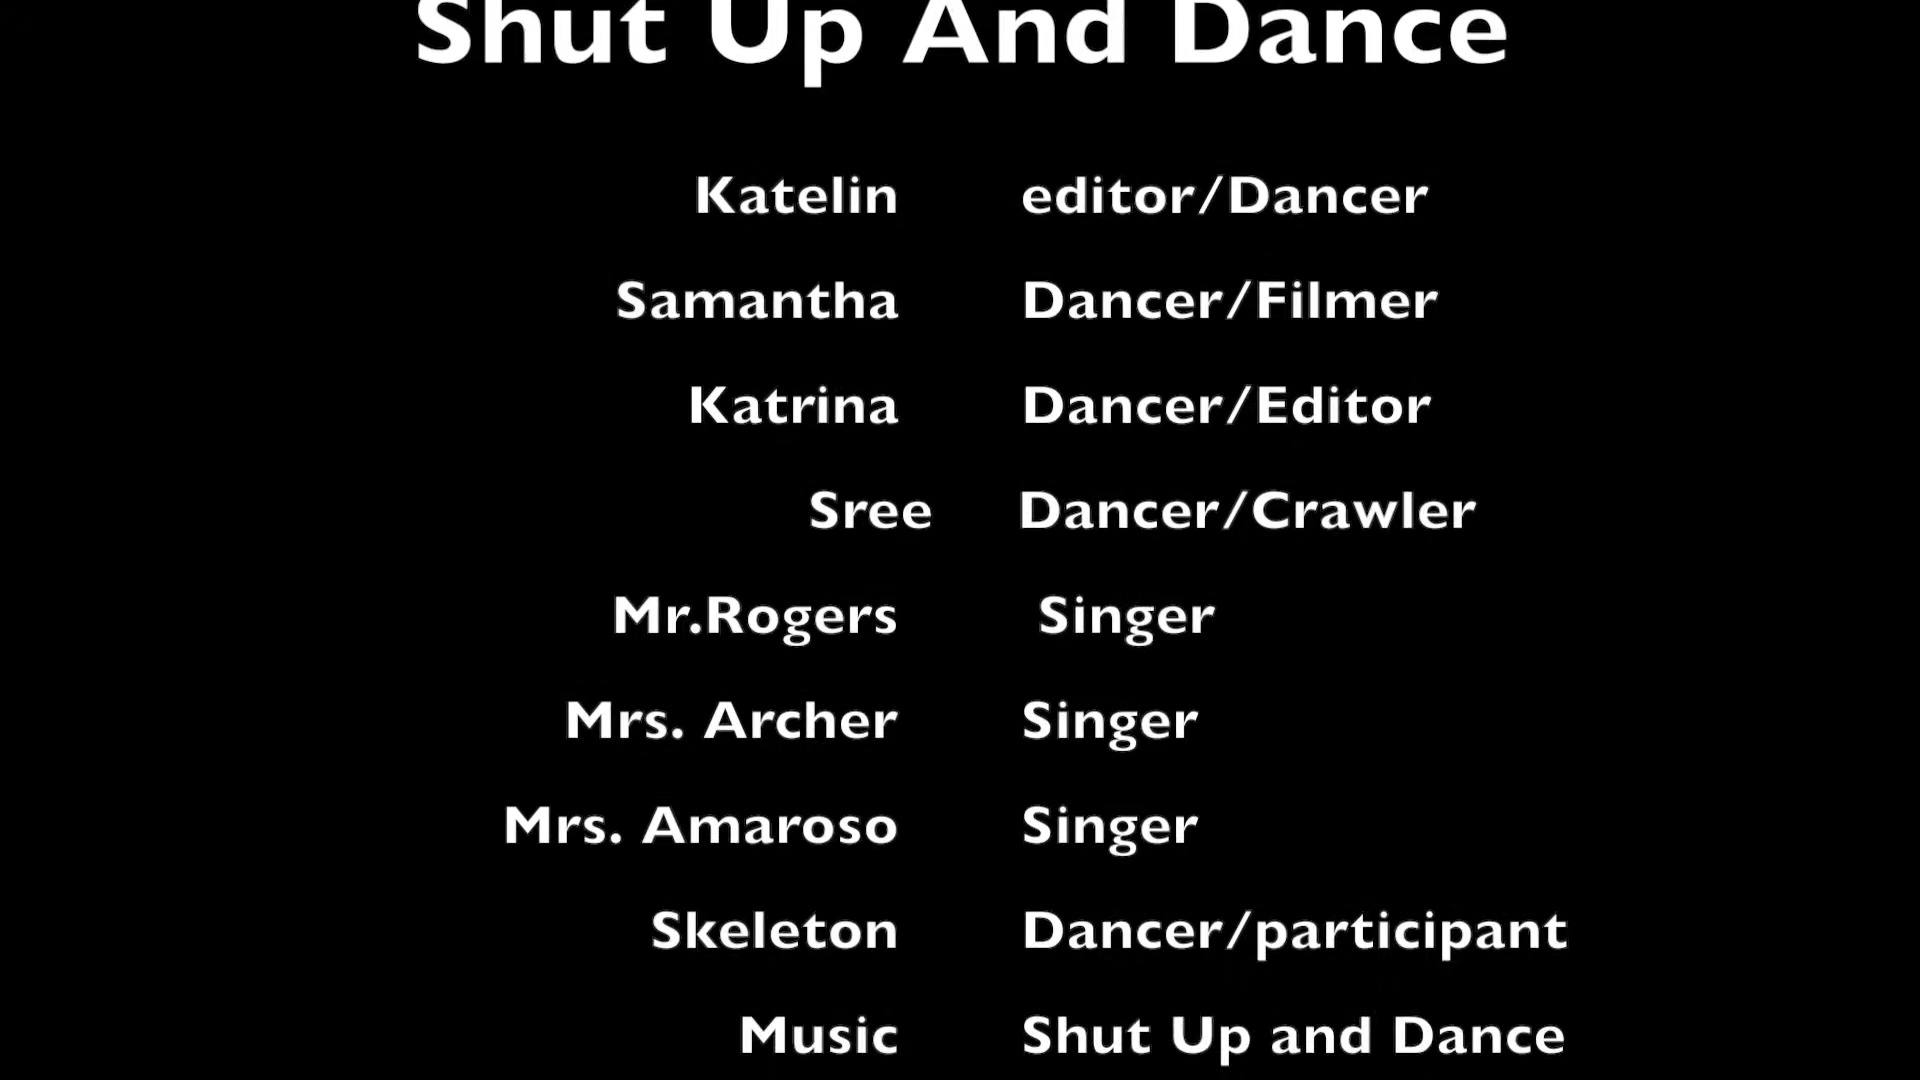 Shut Up And Dance
Katelin editor/Dancer
Samantha Dancer/Filmer
Katrina Dancer/Editor
Sree Dancer/Crawler
Mr.Rogers Singer
Mrs. Archer Singer
Mrs. Amaroso Singer
Skeleton Dancer/participant
Music Shut Up and Dance